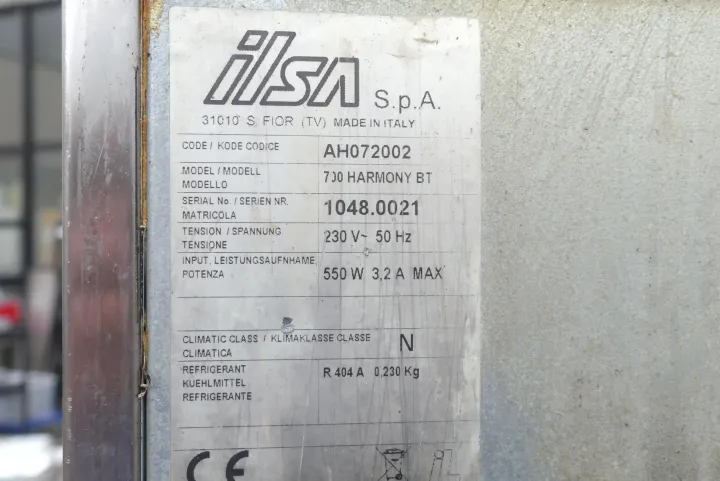 ilsa S.p.A.
31010 S. FIOR (TV) MADE IN ITALY
CODE / KODE CODICE AH072002
MODEL / MODELL
MODELLO 700 HARMONY BT
SERIAL No. / SERIEN NR.
MATRICOLA 1048.0021
TENSION / SPANNUNG
TENSIONE 230 V~ 50 Hz
INPUT, LEISTUNGSAUFNHAME,
POTENZA 550 W 3,2 A MAX
CLIMATIC CLASS / KLIMAKLASSE CLASSE
CLIMATICA N
REFRIGERANT
KUEHLMITTEL R 404 A 0,230 Kg
REFRIGERANTE
CE